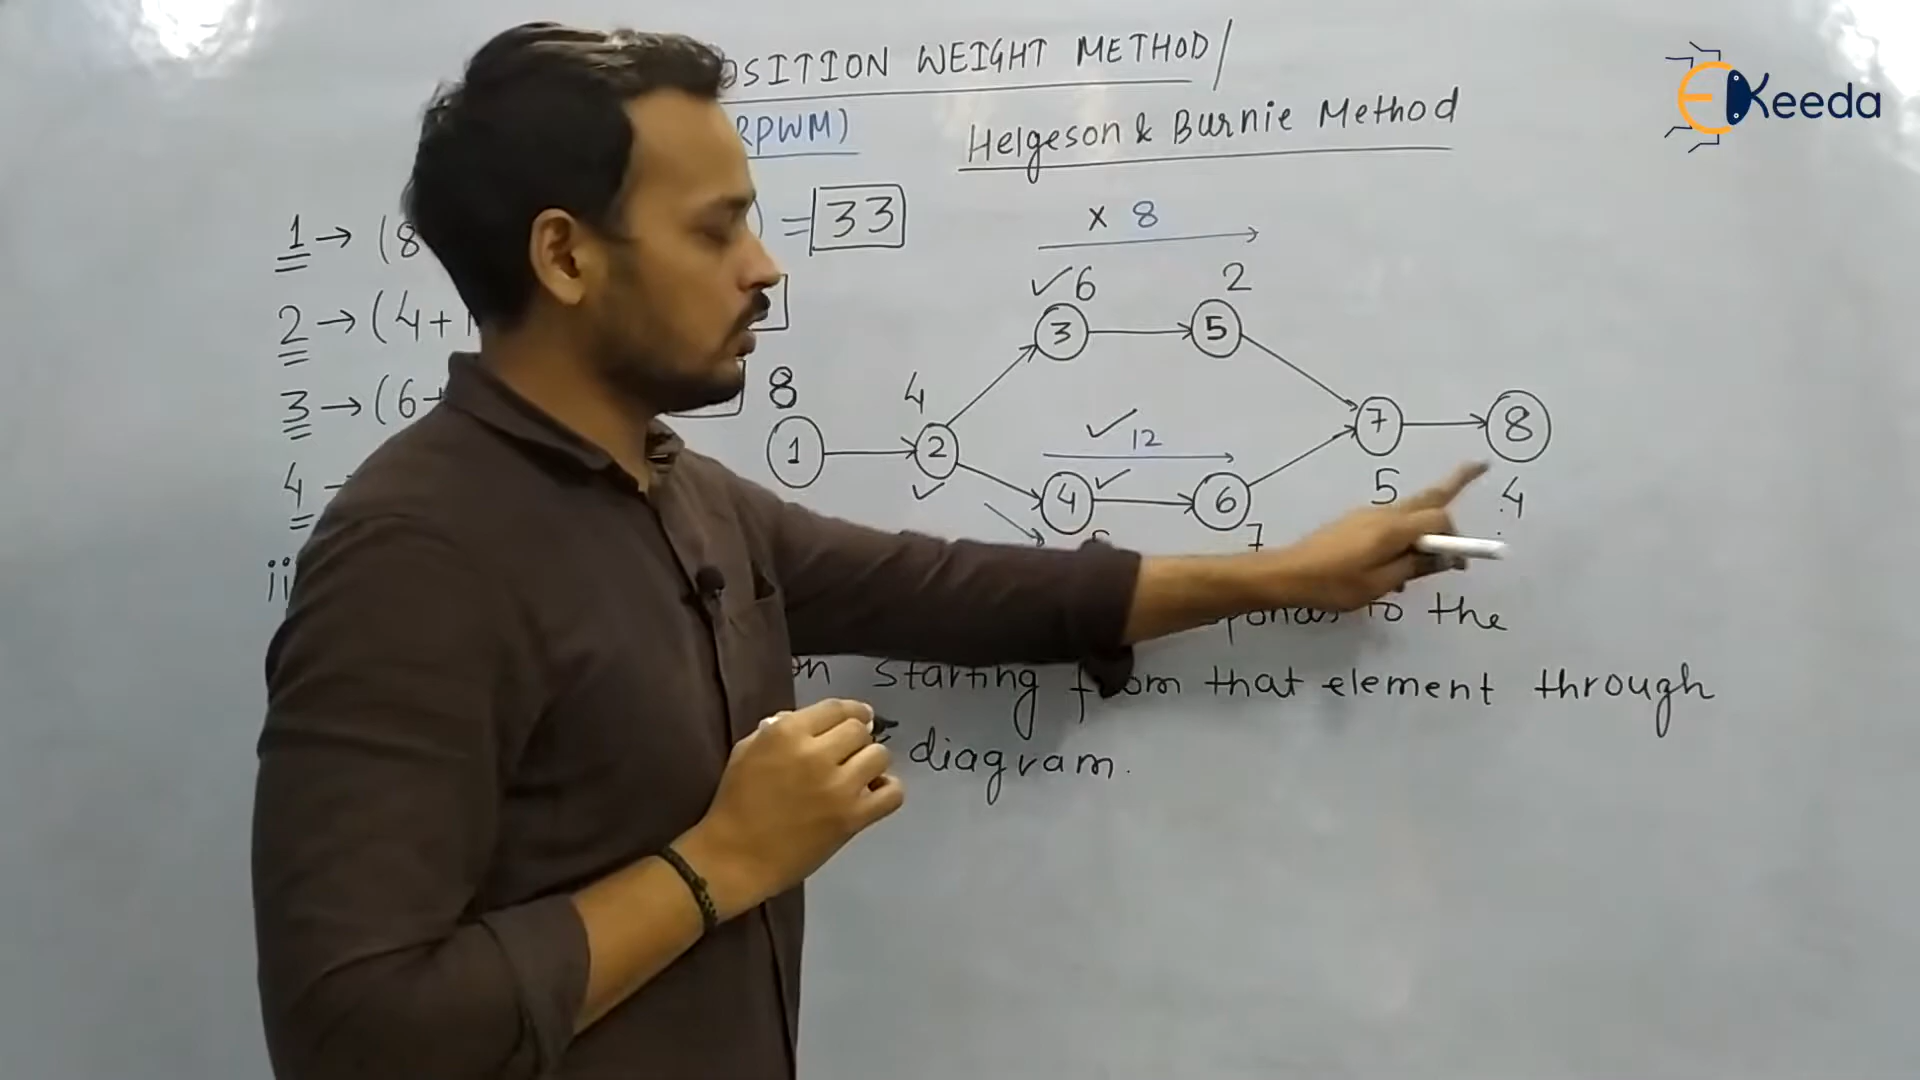 OSITION WEIGHT METHOD/
RPWM)
Helgeson & Burnie Method
EKeeda
1 → (8 ) = 33
2 → (4+1
3 → (6+
4
ii
x 8
✓ 6
2
3
5
8
4
✓ 12
1
2
✓
4
✓
6
7
8
7
5
4
to the
on starting from that element through
diagram.